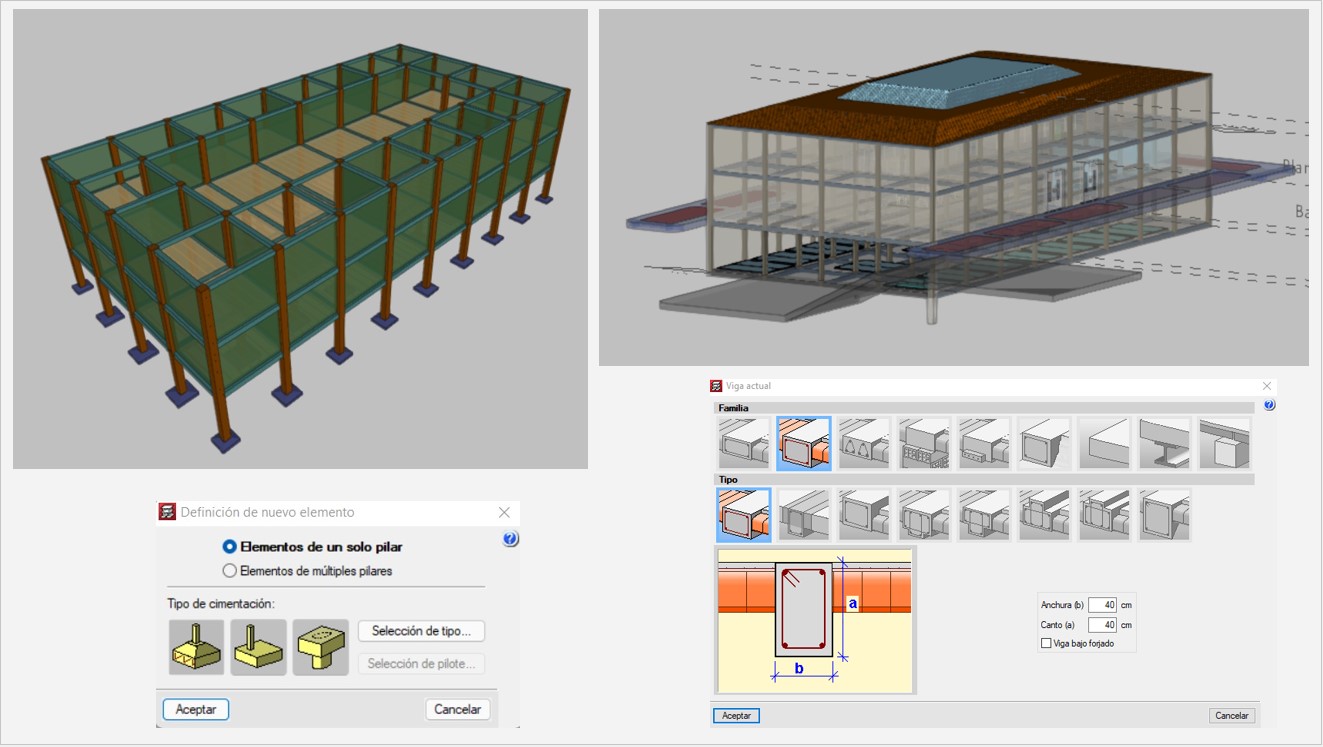 Definición de nuevo elemento
Elementos de un solo pilar
Elementos de múltiples pilares
Tipo de cimentación:
Selección de tipo...
Selección de pilote...
Aceptar
Cancelar
Viga actual
Familia
Tipo
a
b
Anchura (b) 40 cm
Canto (a) 40 cm
Viga bajo forjado
Aceptar
Cancelar